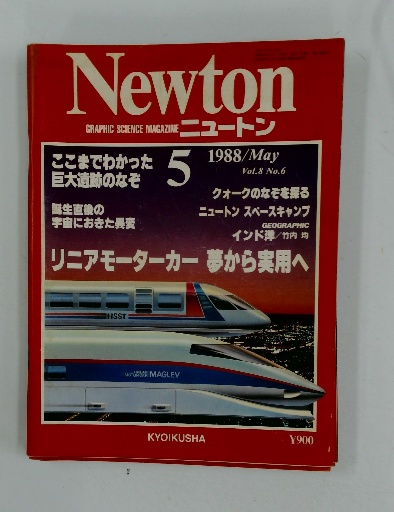 Newton
GRAPHIC SCIENCE MAGAZINE ニュートン
ここまでわかった
巨大遺跡のなぞ
5
1988/May
Vol.8 No.6
クォークのなぞを探る
誕生直後の
宇宙におきた異変
ニュートン スペースキャンプ
GEOGRAPHIC
インド洋/竹内 均
リニアモーターカー 夢から実用へ
HSST
MAGLEV
KYOIKUSHA
¥900